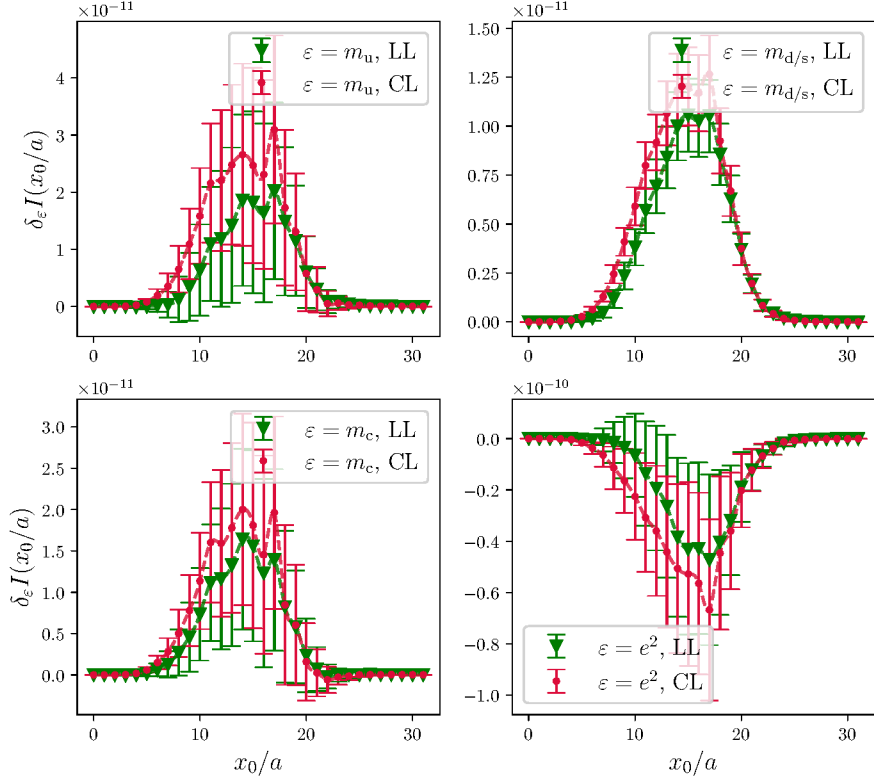 ×10⁻¹¹
×10⁻¹¹
4
3
2
1
0
δ_ε I(x₀/a)
ε = m_u, LL
ε = m_u, CL
0 10 20 30
1.50
1.25
1.00
0.75
0.50
0.25
0.00
ε = m_d/s, LL
ε = m_d/s, CL
0 10 20 30
×10⁻¹¹
×10⁻¹⁰
3.0
2.5
2.0
1.5
1.0
0.5
0.0
δ_ε I(x₀/a)
ε = m_c, LL
ε = m_c, CL
0 10 20 30
x₀/a
0.0
−0.2
−0.4
−0.6
−0.8
−1.0
ε = e², LL
ε = e², CL
0 10 20 30
x₀/a